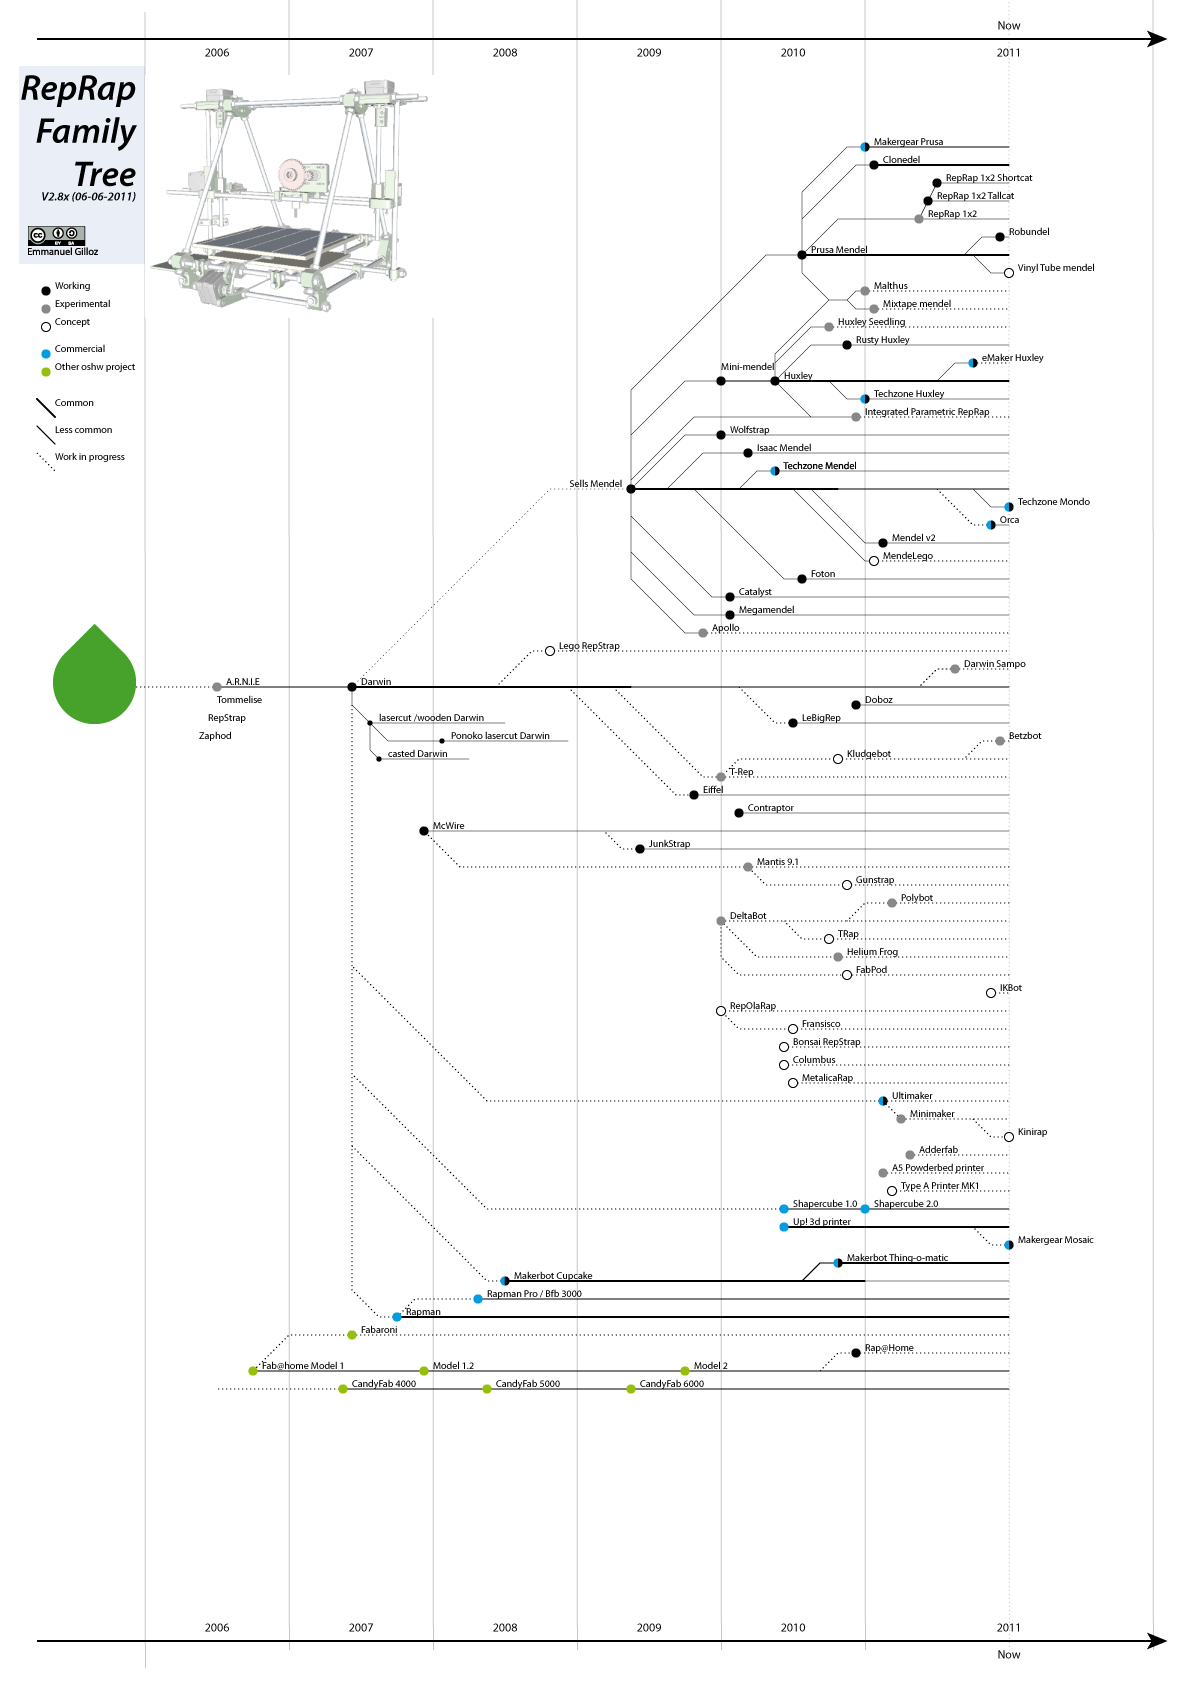 Now
2006 2007 2008 2009 2010 2011
RepRap
Family
Tree
V2.8x (06-06-2011)
CC BY SA
Emmanuel Gilloz
Working
Experimental
Concept
Commercial
Other oshw project
Common
Less common
Work in progress
Makergear Prusa
Clonedel
RepRap 1x2 Shortcat
RepRap 1x2 Tallcat
RepRap 1x2
Robundel
Prusa Mendel
Vinyl Tube mendel
Malthus
Mixtape mendel
Huxley Seedling
Rusty Huxley
eMaker Huxley
Mini-mendel
Huxley
Techzone Huxley
Integrated Parametric RepRap
Wolfstrap
Isaac Mendel
Techzone Mendel
Sells Mendel
Techzone Mondo
Orca
Mendel v2
MendeLego
Foton
Catalyst
Megamendel
Apollo
Lego RepStrap
Darwin Sampo
A.R.N.I.E
Darwin
Tommelise
Doboz
RepStrap
lasercut /wooden Darwin
LeBigRep
Zaphod
Ponoko lasercut Darwin
Betzbot
casted Darwin
Kludgebot
T-Rep
Eiffel
Contraptor
McWire
JunkStrap
Mantis 9.1
Gunstrap
Polybot
DeltaBot
TRap
Helium Frog
FabPod
IKBot
RepOlaRap
Fransisco
Bonsai RepStrap
Columbus
MetalicaRap
Ultimaker
Minimaker
Kinirap
Adderfab
A5 Powderbed printer
Type A Printer MK1
Shapercube 1.0 Shapercube 2.0
Up! 3d printer
Makergear Mosaic
Makerbot Thing-o-matic
Makerbot Cupcake
Rapman Pro / Bfb 3000
Rapman
Fabaroni
Rap@Home
Fab@home Model 1 Model 1.2 Model 2
CandyFab 4000 CandyFab 5000 CandyFab 6000
2006 2007 2008 2009 2010 2011
Now